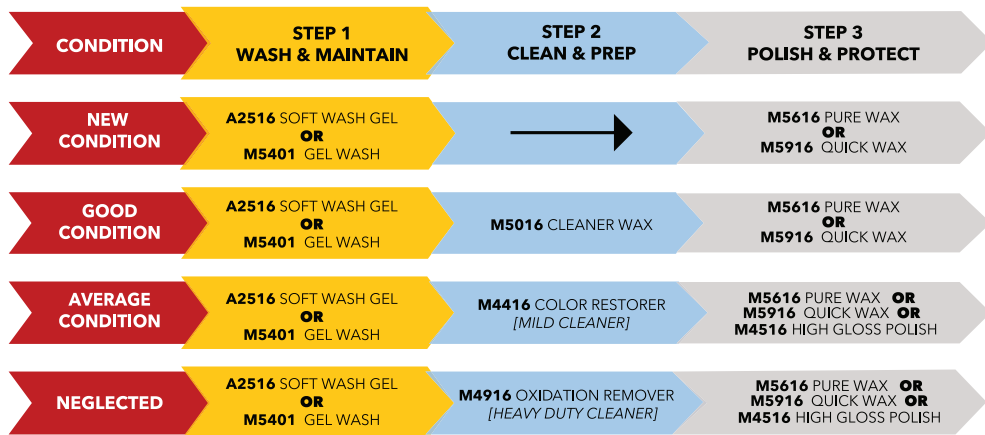 CONDITION
STEP 1
WASH & MAINTAIN
STEP 2
CLEAN & PREP
STEP 3
POLISH & PROTECT
NEW
CONDITION
A2516 SOFT WASH GEL
OR
M5401 GEL WASH
M5616 PURE WAX
OR
M5916 QUICK WAX
GOOD
CONDITION
A2516 SOFT WASH GEL
OR
M5401 GEL WASH
M5016 CLEANER WAX
M5616 PURE WAX
OR
M5916 QUICK WAX
AVERAGE
CONDITION
A2516 SOFT WASH GEL
OR
M5401 GEL WASH
M4416 COLOR RESTORER
[MILD CLEANER]
M5616 PURE WAX OR
M5916 QUICK WAX OR
M4516 HIGH GLOSS POLISH
NEGLECTED
A2516 SOFT WASH GEL
OR
M5401 GEL WASH
M4916 OXIDATION REMOVER
[HEAVY DUTY CLEANER]
M5616 PURE WAX OR
M5916 QUICK WAX OR
M4516 HIGH GLOSS POLISH